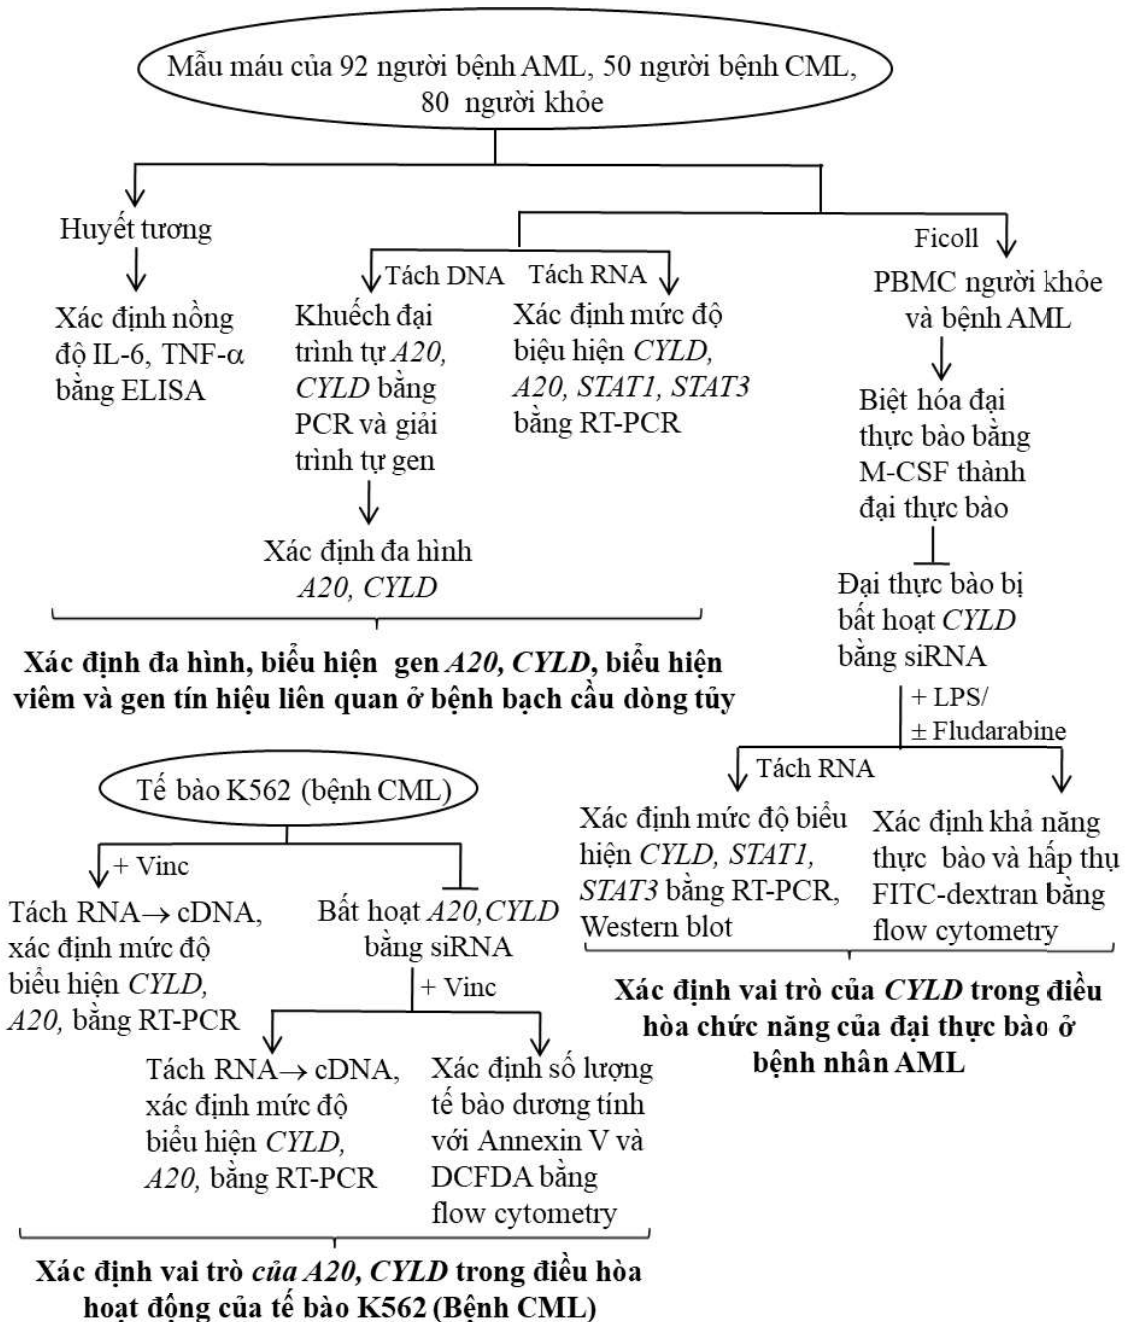 Mẫu máu của 92 người bệnh AML, 50 người bệnh CML,
80 người khỏe
Huyết tương
Xác định nồng
độ IL-6, TNF-α
bằng ELISA
Tách DNA
Khuếch đại
trình tự A20,
CYLD bằng
PCR và giải
trình tự gen
Xác định đa hình
A20, CYLD
Tách RNA
Xác định mức độ
biệu hiện CYLD,
A20, STAT1, STAT3
bằng RT-PCR
Xác định đa hình, biểu hiện gen A20, CYLD, biểu hiện
viêm và gen tín hiệu liên quan ở bệnh bạch cầu dòng tủy
Ficoll
PBMC người khỏe
và bệnh AML
Biệt hóa đại
thực bào bằng
M-CSF thành
đại thực bào
Đại thực bào bị
bất hoạt CYLD
bằng siRNA
+ LPS/
± Fludarabine
Tách RNA
Xác định mức độ biểu
hiện CYLD, STAT1,
STAT3 bằng RT-PCR,
Western blot
Xác định khả năng
thực bào và hấp thụ
FITC-dextran bằng
flow cytometry
Xác định vai trò của CYLD trong điều
hòa chức năng của đại thực bào ở
bệnh nhân AML
Tế bào K562 (bệnh CML)
+ Vinc
Tách RNA→ cDNA,
xác định mức độ
biểu hiện CYLD,
A20, bằng RT-PCR
Bất hoạt A20,CYLD
bằng siRNA
+ Vinc
Tách RNA→ cDNA,
xác định mức độ
biểu hiện CYLD,
A20, bằng RT-PCR
Xác định số lượng
tế bào dương tính
với Annexin V và
DCFDA bằng
flow cytometry
Xác định vai trò của A20, CYLD trong điều hòa
hoạt động của tế bào K562 (Bệnh CML)